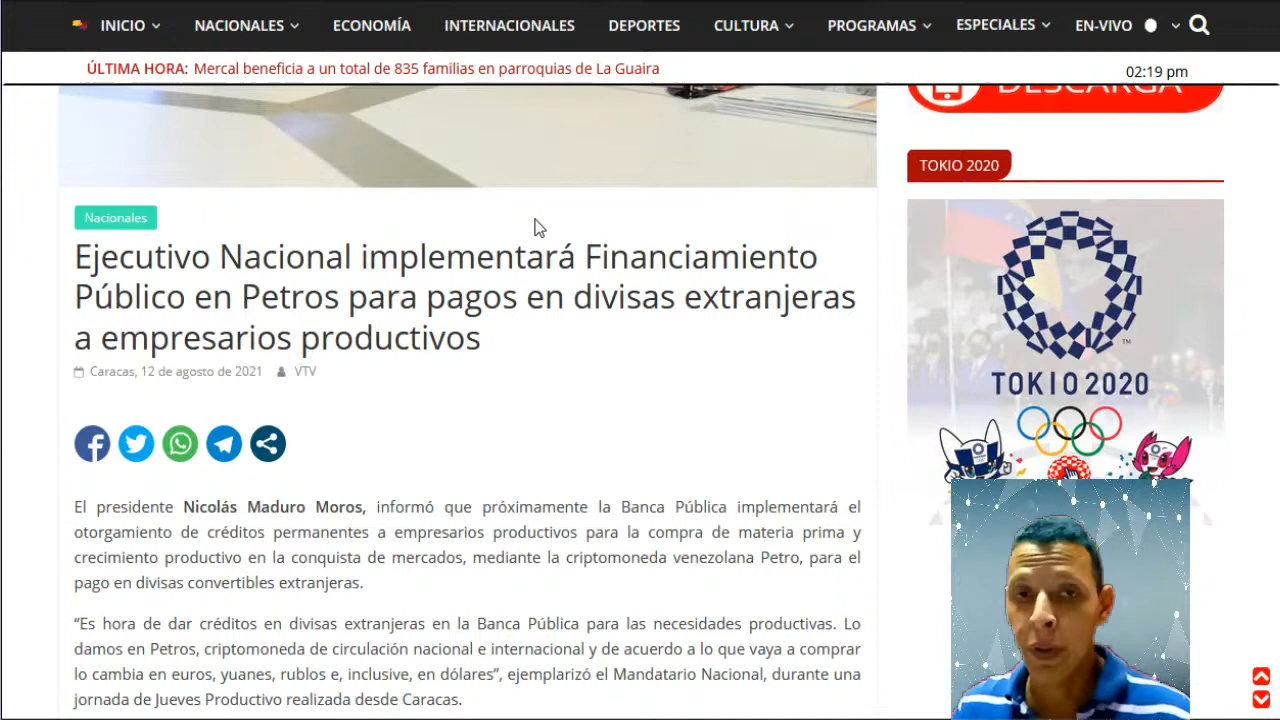 INICIO NACIONALES ECONOMÍA INTERNACIONALES DEPORTES CULTURA PROGRAMAS ESPECIALES EN-VIVO
ÚLTIMA HORA: Mercal beneficia a un total de 835 familias en parroquias de La Guaira
02:19 pm
DESCARGA
TOKIO 2020
Nacionales
Ejecutivo Nacional implementará Financiamiento
Público en Petros para pagos en divisas extranjeras
a empresarios productivos
Caracas, 12 de agosto de 2021 VTV
El presidente Nicolás Maduro Moros, informó que próximamente la Banca Pública implementará el
otorgamiento de créditos permanentes a empresarios productivos para la compra de materia prima y
crecimiento productivo en la conquista de mercados, mediante la criptomoneda venezolana Petro, para el
pago en divisas convertibles extranjeras.
“Es hora de dar créditos en divisas extranjeras en la Banca Pública para las necesidades productivas. Lo
damos en Petros, criptomoneda de circulación nacional e internacional y de acuerdo a lo que vaya a comprar
lo cambia en euros, yuanes, rublos e, inclusive, en dólares”, ejemplarizó el Mandatario Nacional, durante una
jornada de Jueves Productivo realizada desde Caracas.
TM
TOKIO 2020